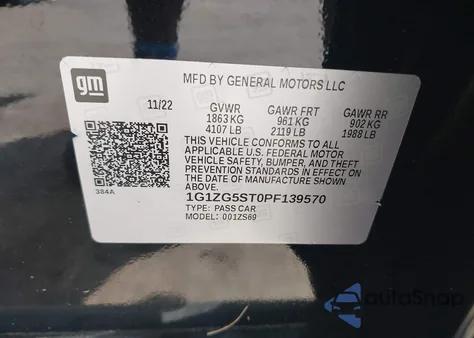 gm
MFD BY GENERAL MOTORS LLC
11/22
GVWR GAWR FRT GAWR RR
1863 KG 961 KG 902 KG
4107 LB 2119 LB 1988 LB
THIS VEHICLE CONFORMS TO ALL
APPLICABLE U.S. FEDERAL MOTOR
VEHICLE SAFETY, BUMPER, AND THEFT
PREVENTION STANDARDS IN EFFECT
ON THE DATE OF MANUFACTURE SHOWN
ABOVE.
384A
1G1ZG5ST0PF139570
TYPE: PASS CAR
MODEL: 001ZS69
autoSnap